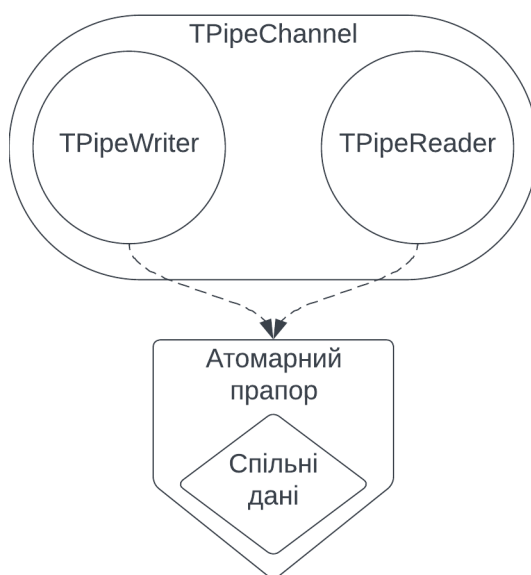 TPipeChannel
TPipeWriter
TPipeReader
Атомарний
прапор
Спільні
дані